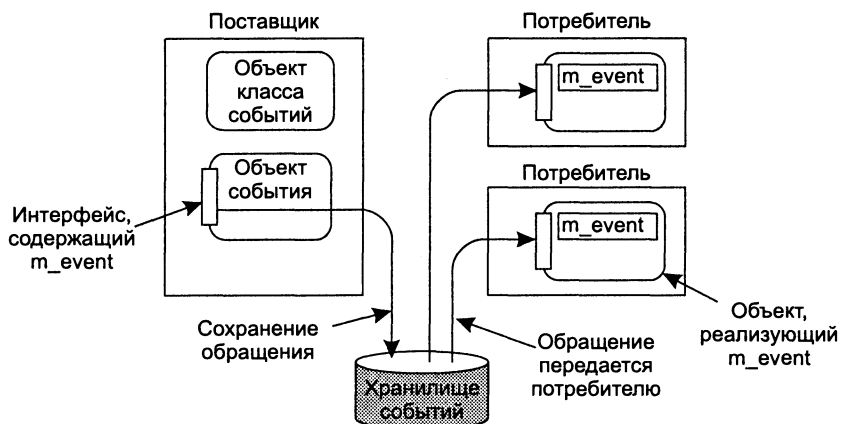 Поставщик
Объект
класса
событий
Объект
события
Интерфейс,
содержащий
m_event
Сохранение
обращения
Хранилище
событий
Потребитель
m_event
Потребитель
m_event
Обращение
передается
потребителю
Объект,
реализующий
m_event